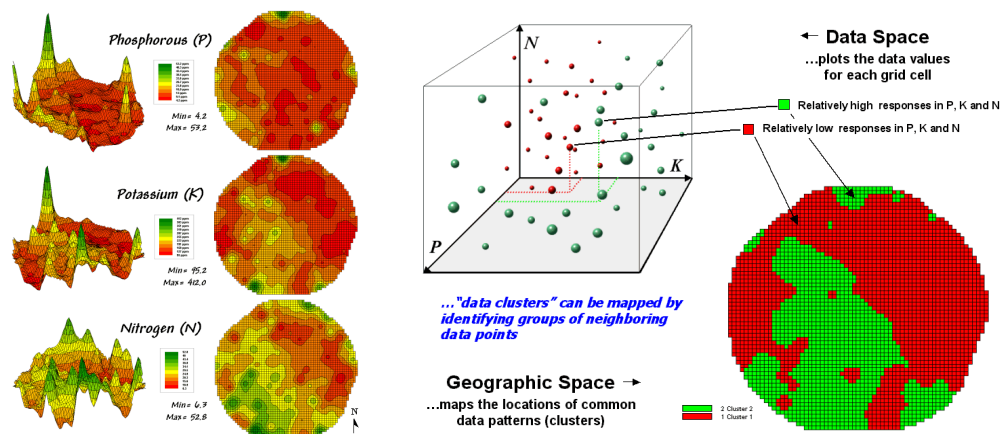 Phosphorous (P)
Min = 4.2
Max = 53.2
Potassium (K)
Min = 45.2
Max = 412.0
Nitrogen (N)
Min = 6.3
Max = 52.8
N
N
K
P
Data Space
...plots the data values
for each grid cell
Relatively high responses in P, K and N
Relatively low responses in P, K and N
..."data clusters" can be mapped by
identifying groups of neighboring
data points
Geographic Space
...maps the locations of common
data patterns (clusters)
2 Cluster 2
1 Cluster 1